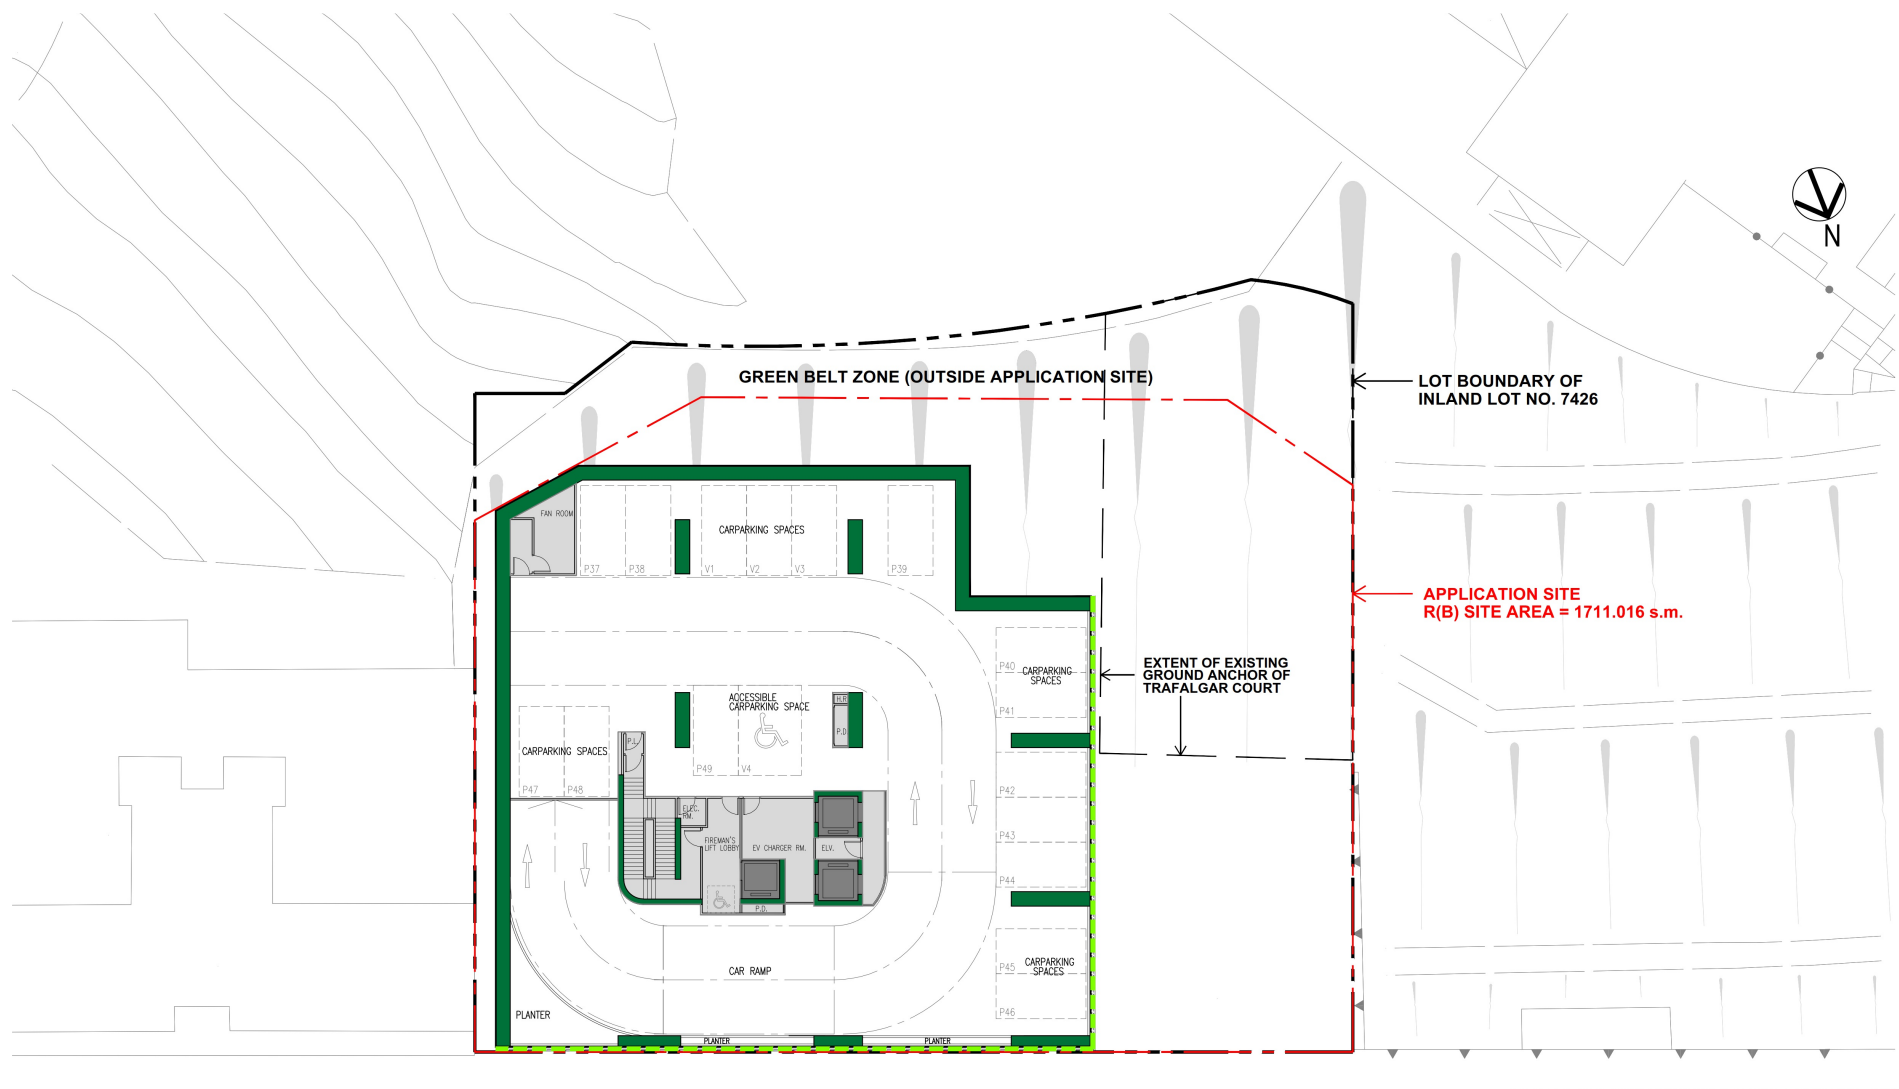 N
GREEN BELT ZONE (OUTSIDE APPLICATION SITE)
LOT BOUNDARY OF
INLAND LOT NO. 7426
FAN ROOM
CARPARKING SPACES
P37
P38
V1
V2
V3
P39
APPLICATION SITE
R(B) SITE AREA = 1711.016 s.m.
EXTENT OF EXISTING
GROUND ANCHOR OF
TRAFALGAR COURT
P40
CARPARKING
SPACES
P41
ACCESSIBLE
CARPARKING SPACE
H.R
P.D
P.L.
CARPARKING SPACES
P49
V4
P47
P48
P42
ELEC.
RM.
P43
FIREMAN'S
LIFT LOBBY
EV CHARGER RM.
ELV.
P44
P.D.
CARPARKING
SPACES
P45
CAR RAMP
P46
PLANTER
PLANTER
PLANTER